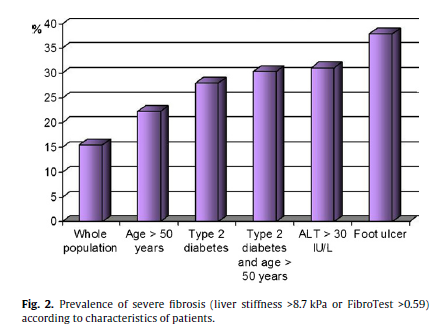 %
40
35
30
25
20
15
10
5
0
Whole population
Age > 50 years
Type 2 diabetes
Type 2 diabetes and age > 50 years
ALT > 30 IU/L
Foot ulcer
Fig. 2. Prevalence of severe fibrosis (liver stiffness >8.7 kPa or FibroTest >0.59)
according to characteristics of patients.